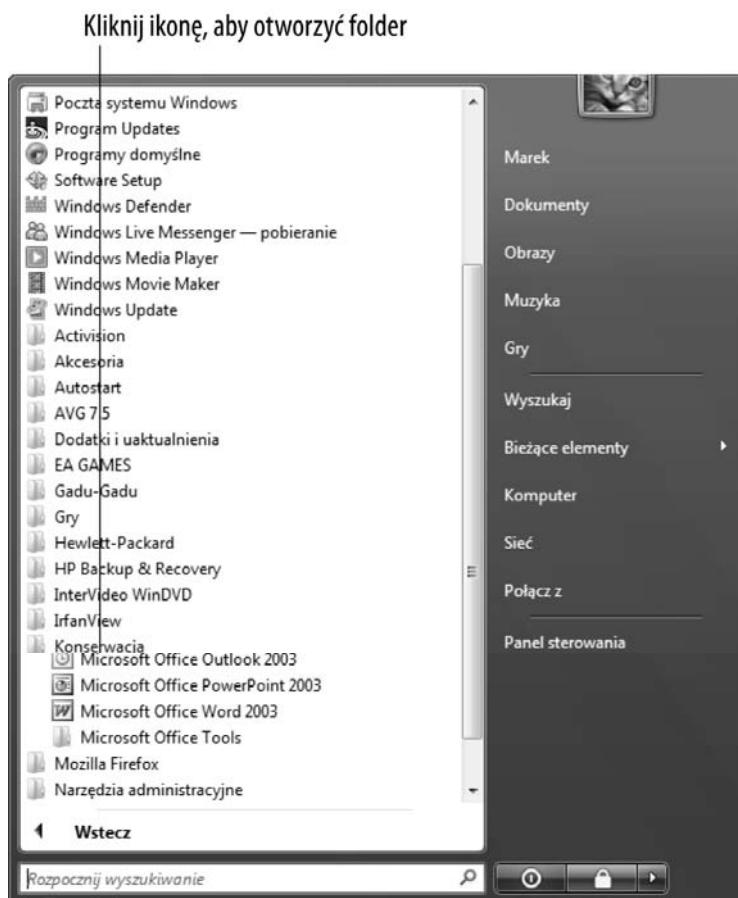 Kliknij ikonę, aby otworzyć folder
Poczta systemu Windows
Program Updates
Programy domyślne
Software Setup
Windows Defender
Windows Live Messenger — pobieranie
Windows Media Player
Windows Movie Maker
Windows Update
Activision
Akcesoria
Autostart
AVG 7.5
Dodatki i uaktualnienia
EA GAMES
Gadu-Gadu
Gry
Hewlett-Packard
HP Backup & Recovery
InterVideo WinDVD
IrfanView
Konserwacja
Microsoft Office Outlook 2003
Microsoft Office PowerPoint 2003
Microsoft Office Word 2003
Microsoft Office Tools
Mozilla Firefox
Narzędzia administracyjne
Wstecz
Rozpocznij wyszukiwanie
Marek
Dokumenty
Obrazy
Muzyka
Gry
Wyszukaj
Bieżące elementy
Komputer
Sieć
Połącz z
Panel sterowania